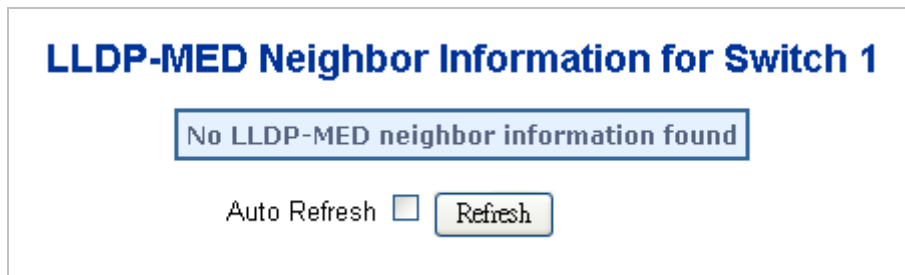 LLDP-MED Neighbor Information for Switch 1
No LLDP-MED neighbor information found
Auto Refresh Refresh